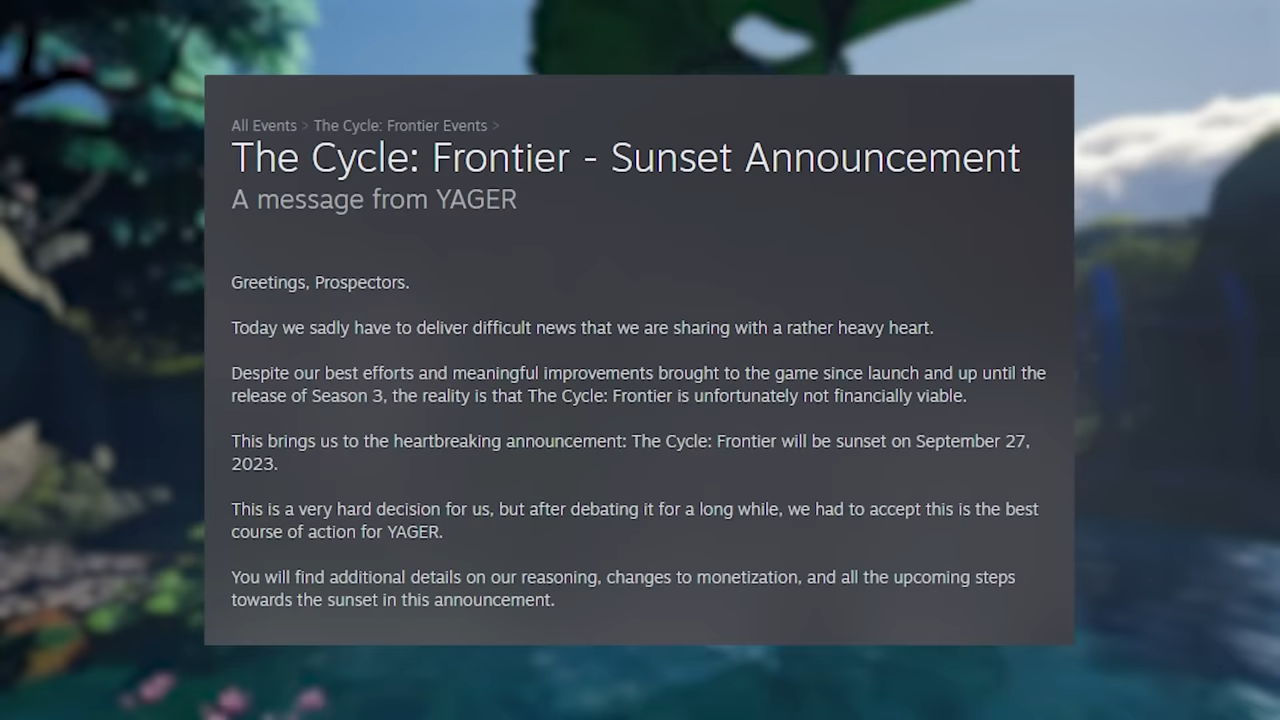 All Events > The Cycle: Frontier Events >
The Cycle: Frontier - Sunset Announcement
A message from YAGER
Greetings, Prospectors.
Today we sadly have to deliver difficult news that we are sharing with a rather heavy heart.
Despite our best efforts and meaningful improvements brought to the game since launch and up until the
release of Season 3, the reality is that The Cycle: Frontier is unfortunately not financially viable.
This brings us to the heartbreaking announcement: The Cycle: Frontier will be sunset on September 27,
2023.
This is a very hard decision for us, but after debating it for a long while, we had to accept this is the best
course of action for YAGER.
You will find additional details on our reasoning, changes to monetization, and all the upcoming steps
towards the sunset in this announcement.